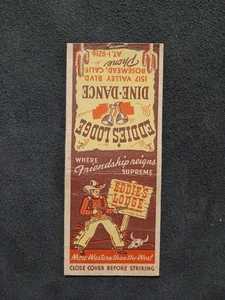 Phone
AT. 1-9216
ROSEMEAD, CALIF.
1517 VALLEY BLVD.
DINE-DANCE
EDDIE'S LODGE
WHERE
Friendship reigns
SUPREME
EDDIES
LODGE
More Western than the West
CLOSE COVER BEFORE STRIKING